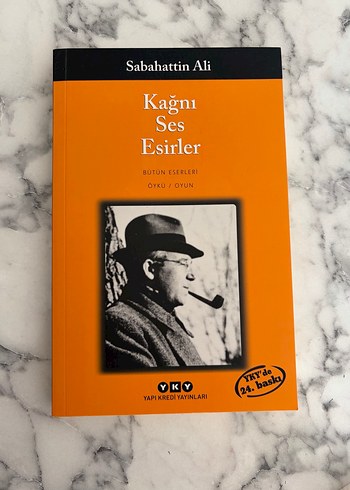 Sabahattin Ali
Kağnı
Ses
Esirler
BÜTÜN ESERLERİ
ÖYKÜ / OYUN
YKY'de
24. baskı
YKY
YAPI KREDİ YAYINLARI